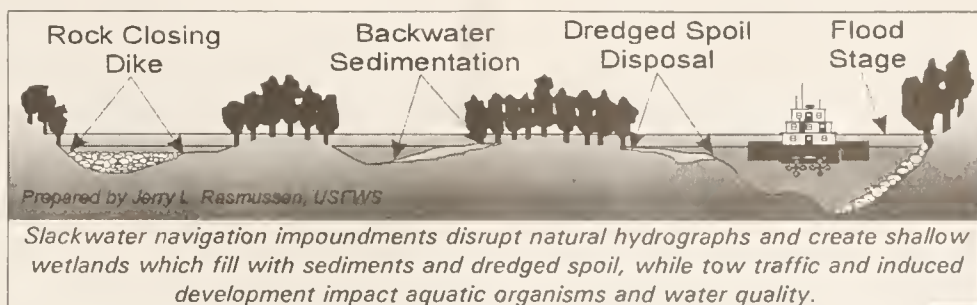 Rock Closing Dike
Backwater Sedimentation
Dredged Spoil Disposal
Flood Stage
Prepared by Jerry L. Rasmussen, USFWS
Slackwater navigation impoundments disrupt natural hydrographs and create shallow
wetlands which fill with sediments and dredged spoil, while tow traffic and induced
development impact aquatic organisms and water quality.